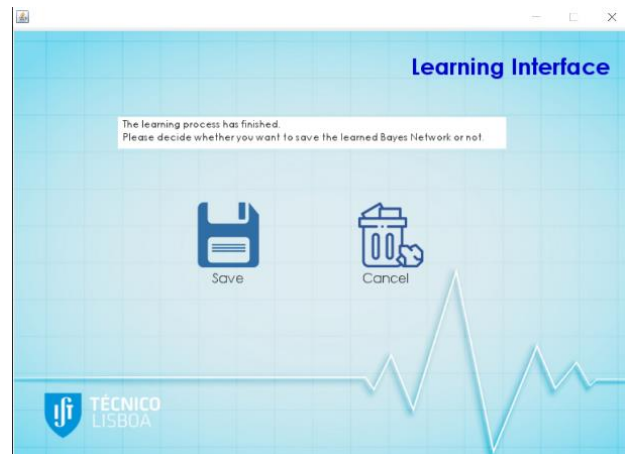 Learning Interface
The learning process has finished.
Please decide whether you want to save the learned Bayes Network or not.
Save
Cancel
TÉCNICO
LISBOA